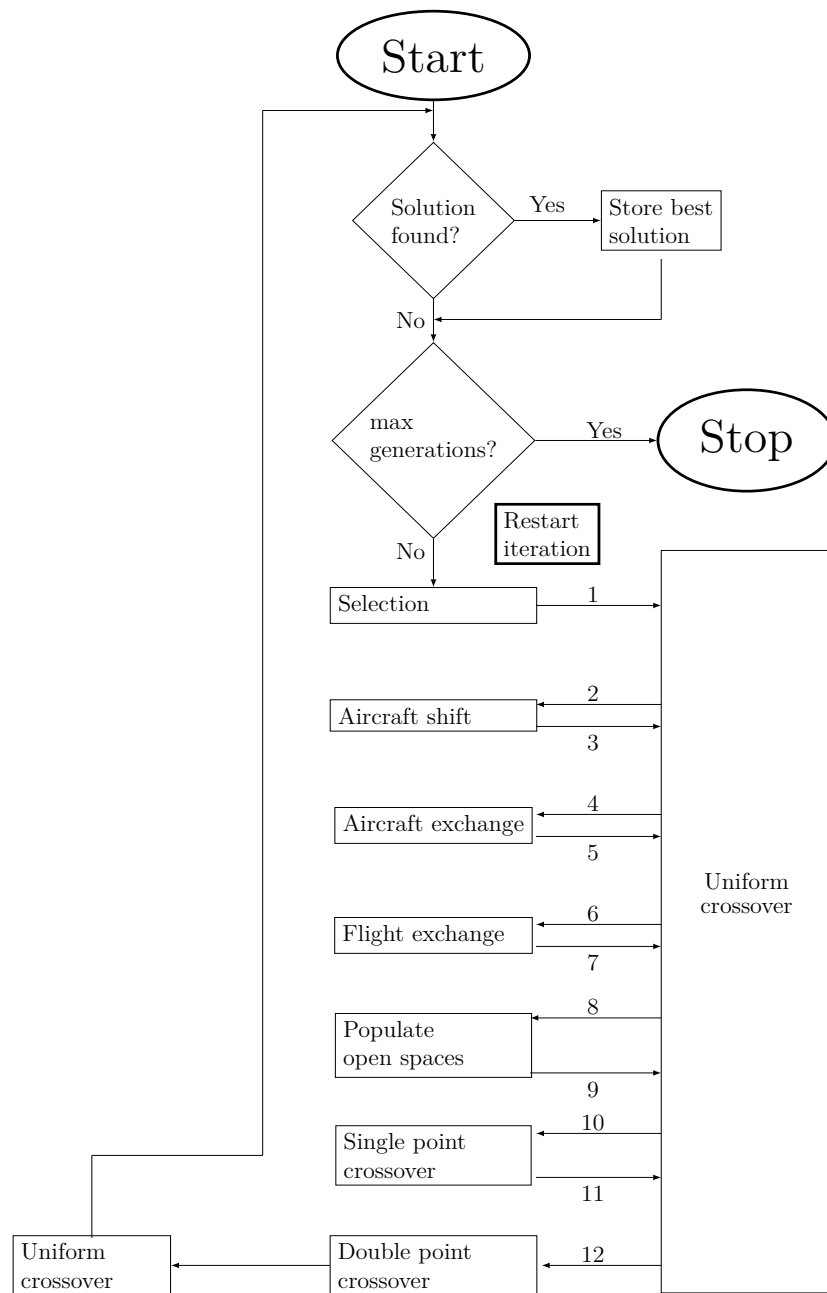 Start
Solution
found?
Yes
Store best
solution
No
max
generations?
Yes
Stop
Restart
iteration
No
Selection
1
2
Aircraft shift
3
4
Aircraft exchange
5
Uniform
crossover
6
Flight exchange
7
8
Populate
open spaces
9
10
Single point
crossover
11
Uniform
crossover
Double point
crossover
12